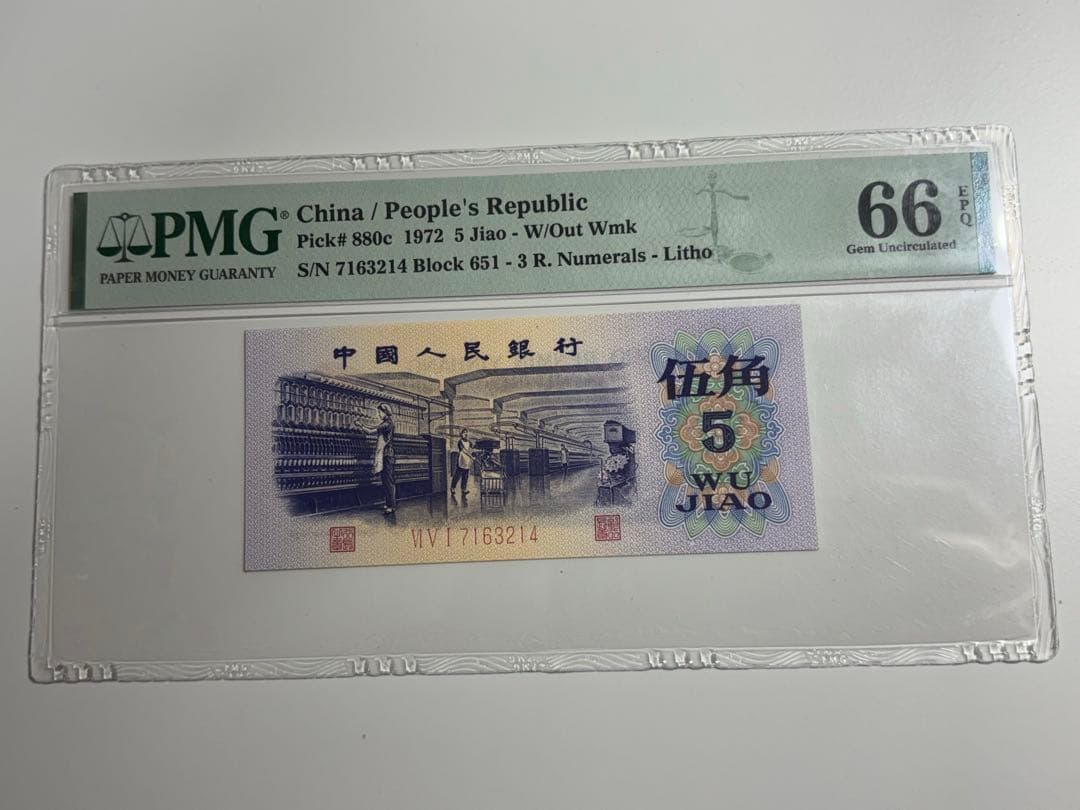 PMG®
PAPER MONEY GUARANTY
China / People's Republic
Pick# 880c 1972 5 Jiao - W/Out Wmk
S/N 7163214 Block 651 - 3 R. Numerals - Litho
66
EPQ
Gem Uncirculated
中國人民銀行
伍角
5
WU
JIAO
VI V I 7163214